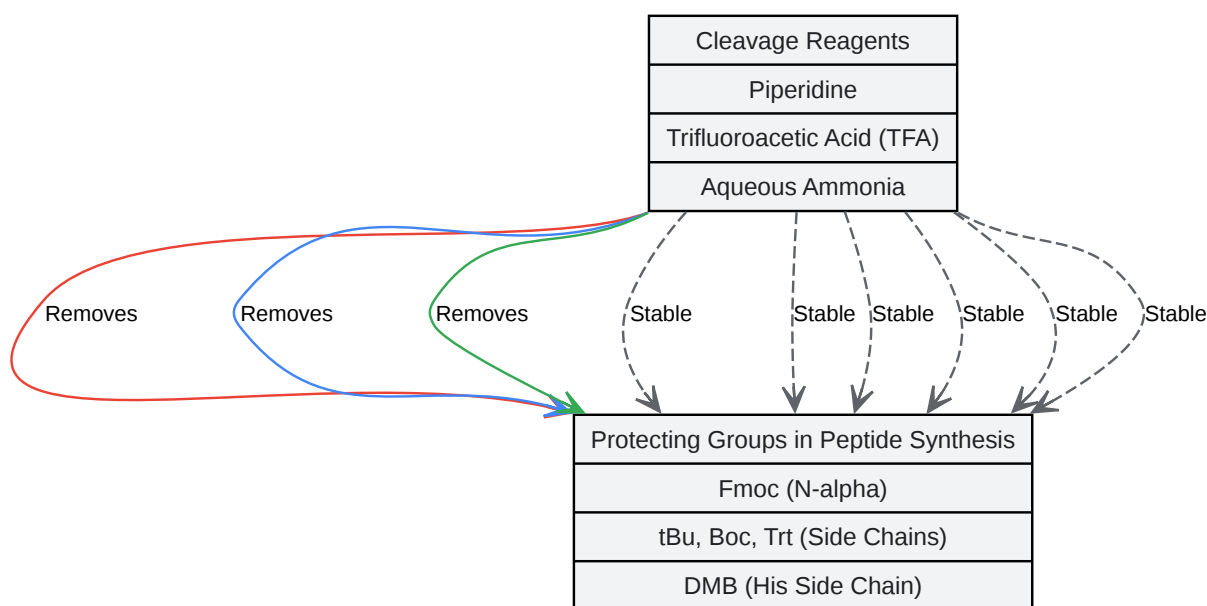 Cleavage Reagents
Piperidine
Trifluoroacetic Acid (TFA)
Aqueous Ammonia
Removes
Removes
Removes
Stable
Stable
Stable
Stable
Stable
Stable
Protecting Groups in Peptide Synthesis
Fmoc (N-alpha)
tBu, Boc, Trt (Side Chains)
DMB (His Side Chain)